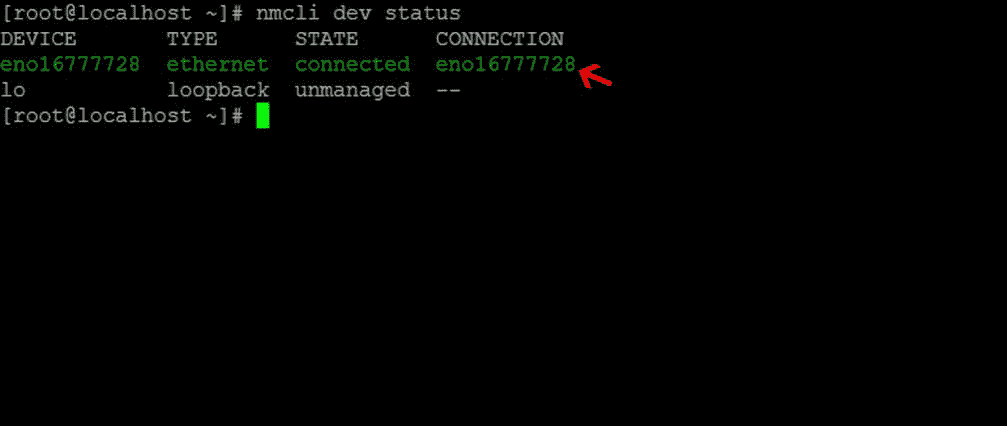 [root@localhost ~]# nmcli dev status
DEVICE TYPE STATE CONNECTION
eno16777728 ethernet connected eno16777728
lo loopback unmanaged --
[root@localhost ~]#